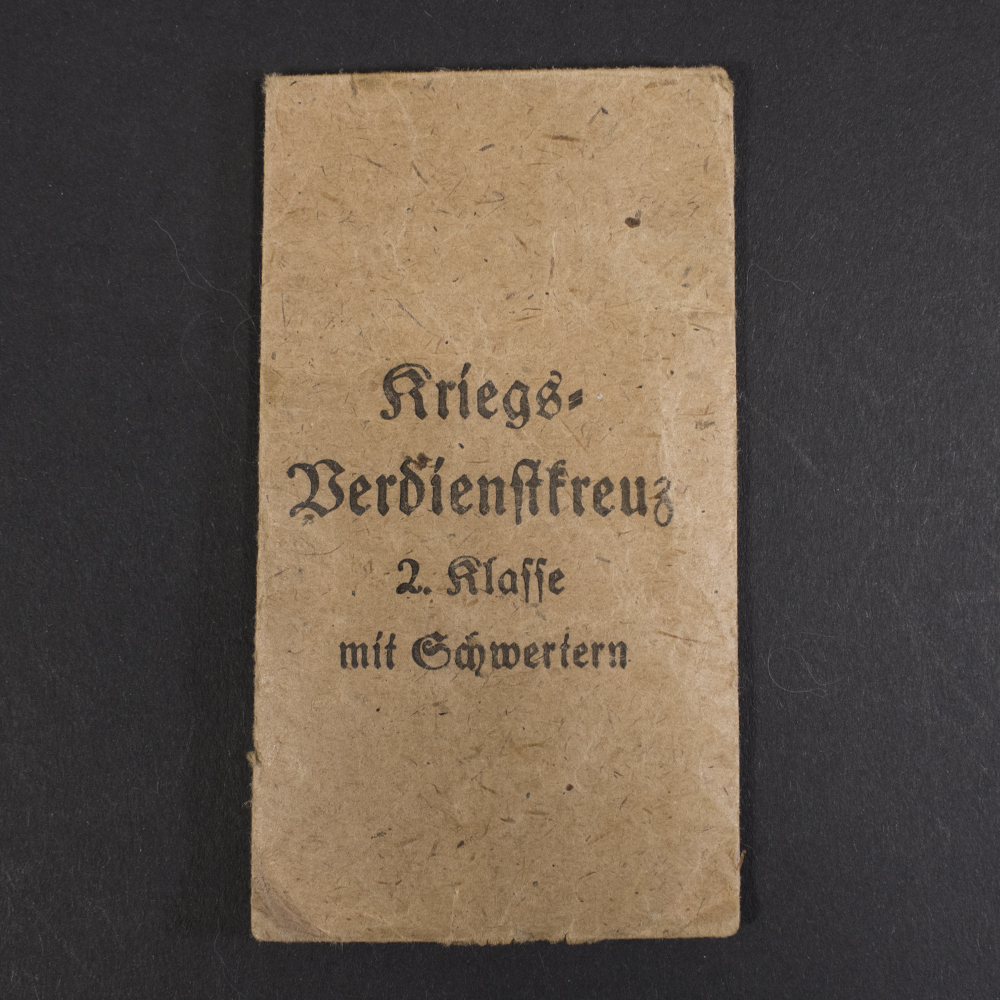 Kriegs-
Verdienstkreuz
2. Klasse
mit Schwertern